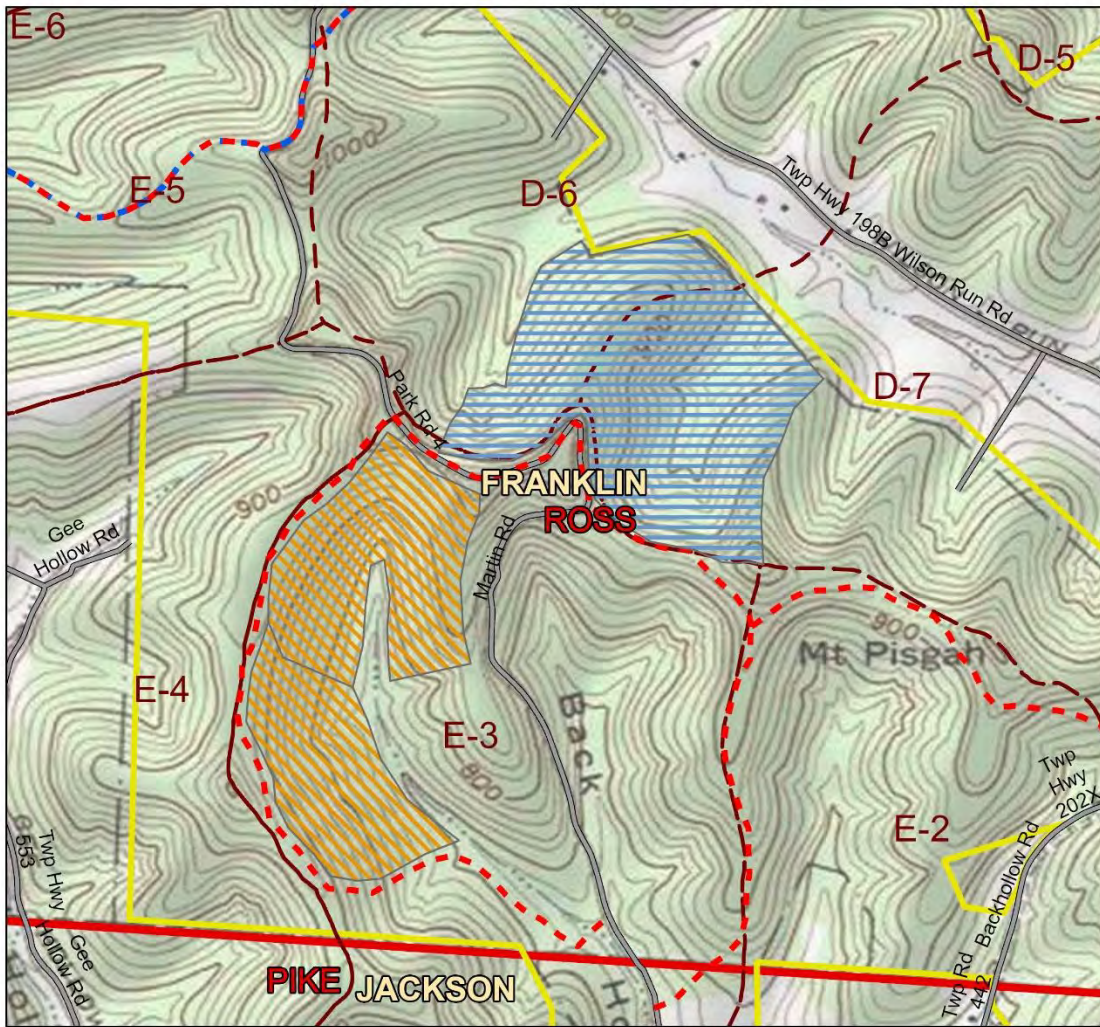 E-6
D-5
1000
E-5
D-6
Twp Hwy 198B Wilson Run Rd
D-7
Park Rd 4
FRANKLIN
ROSS
900
Gee
Hollow Rd
Martin Rd
900
Mt Pisgah
E-4
E-3
Back
800
Twp
Hwy
202X
E-2
Backhollow Rd
Twp Hwy
553
Gee
Hollow Rd
Twp Rd
442
PIKE
JACKSON